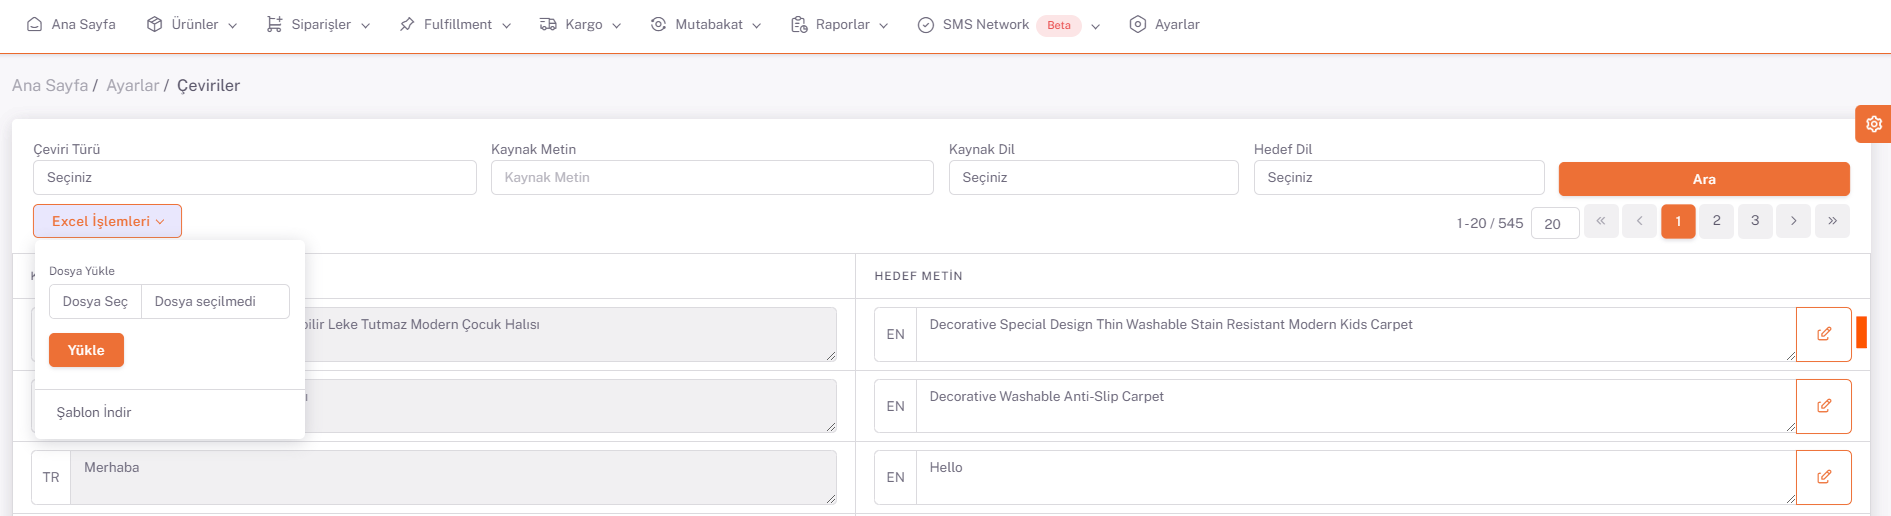 Ana Sayfa Ürünler Siparişler Fulfillment Kargo Mutabakat Raporlar SMS Network Beta Ayarlar
Ana Sayfa / Ayarlar / Çeviriler
Çeviri Türü Kaynak Metin Kaynak Dil Hedef Dil
Seçiniz Kaynak Metin Seçiniz Seçiniz Ara
Excel İşlemleri 1-20 / 545 20 « ‹ 1 2 3 › »
Dosya Yükle
HEDEF METİN
Dosya Seç Dosya seçilmedi
Leke Tutmaz Modern Çocuk Halısı EN Decorative Special Design Thin Washable Stain Resistant Modern Kids Carpet
Yükle
EN Decorative Washable Anti-Slip Carpet
Şablon İndir
TR Merhaba EN Hello